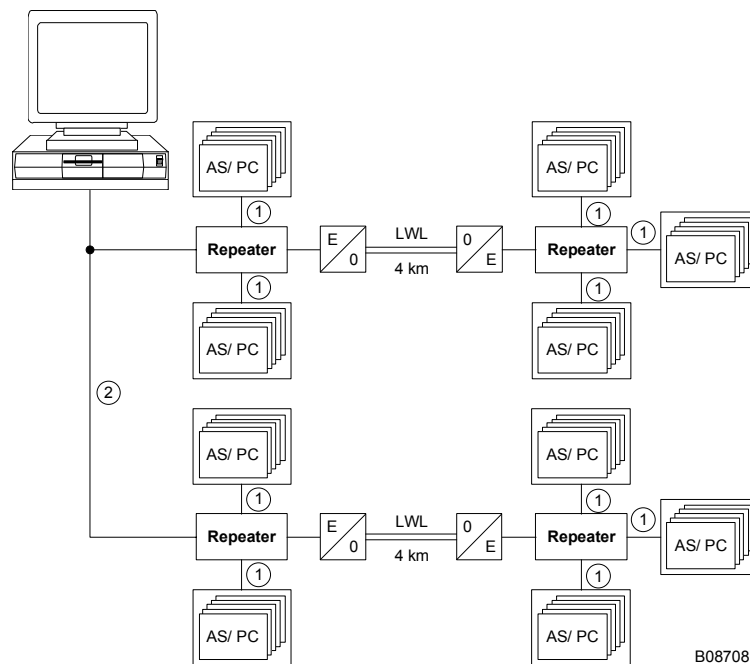 AS/ PC
AS/ PC
1
1
Repeater
E
0
LWL
4 km
0
E
Repeater
1
AS/ PC
1
1
AS/ PC
AS/ PC
2
AS/ PC
AS/ PC
1
1
Repeater
E
0
LWL
4 km
0
E
Repeater
1
AS/ PC
1
1
AS/ PC
AS/ PC
B08708